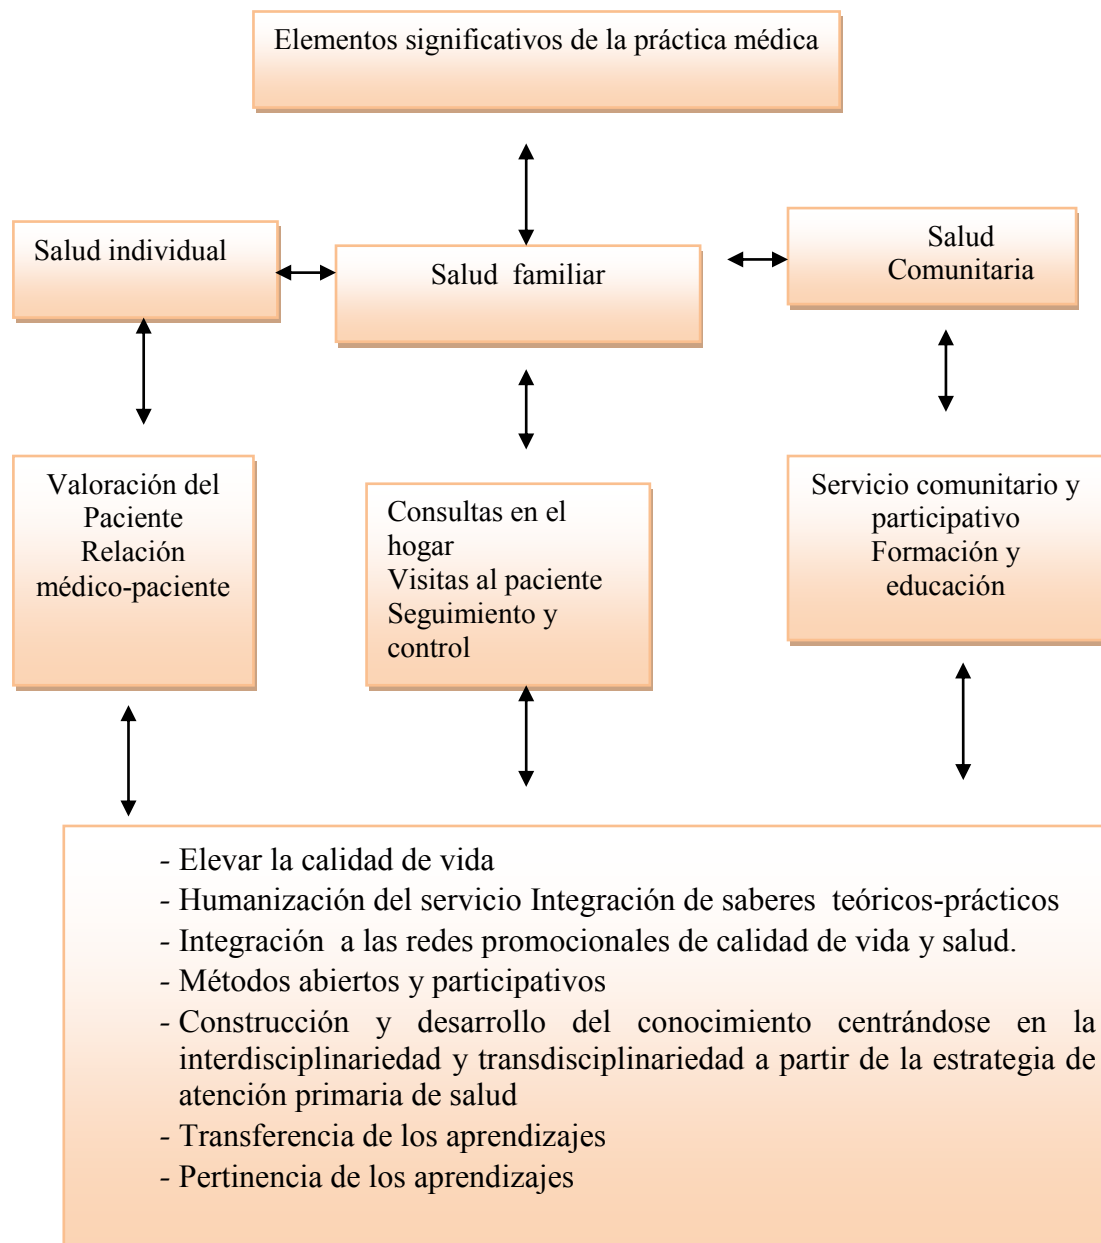 Elementos significativos de la práctica médica
Salud individual
Salud familiar
Salud
Comunitaria
Valoración del
Paciente
Relación
médico-paciente
Consultas en el
hogar
Visitas al paciente
Seguimiento y
control
Servicio comunitario y
participativo
Formación y
educación
- Elevar la calidad de vida
- Humanización del servicio Integración de saberes teóricos-prácticos
- Integración a las redes promocionales de calidad de vida y salud.
- Métodos abiertos y participativos
- Construcción y desarrollo del conocimiento centrándose en la
interdisciplinariedad y transdisciplinariedad a partir de la estrategia de
atención primaria de salud
- Transferencia de los aprendizajes
- Pertinencia de los aprendizajes